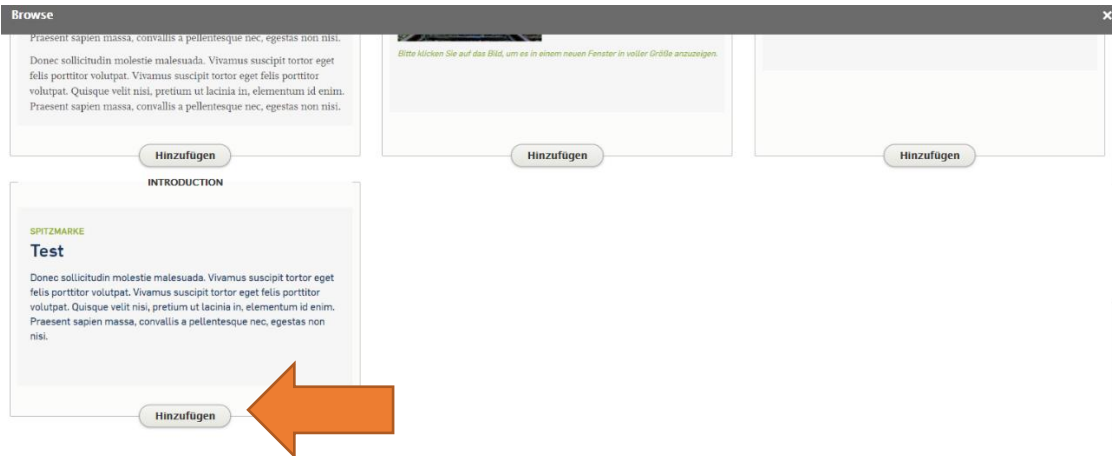 Browse
×
Praesent sapien massa, convallis a pellentesque nec, egestas non nisl.
Donec sollicitudin molestie malesuada. Vivamus suscipit tortor eget
felis porttitor volutpat. Vivamus suscipit tortor eget felis porttitor
volutpat. Quisque velit nisi, pretium ut lacinia in, elementum id enim.
Praesent sapien massa, convallis a pellentesque nec, egestas non nisi.
Bitte klicken Sie auf das Bild, um es in einem neuen Fenster in voller Größe anzuzeigen.
Hinzufügen
Hinzufügen
Hinzufügen
INTRODUCTION
SPITZMARKE
Test
Donec sollicitudin molestie malesuada. Vivamus suscipit tortor eget
felis porttitor volutpat. Vivamus suscipit tortor eget felis porttitor
volutpat. Quisque velit nisi, pretium ut lacinia in, elementum id enim.
Praesent sapien massa, convallis a pellentesque nec, egestas non
nisi.
Hinzufügen